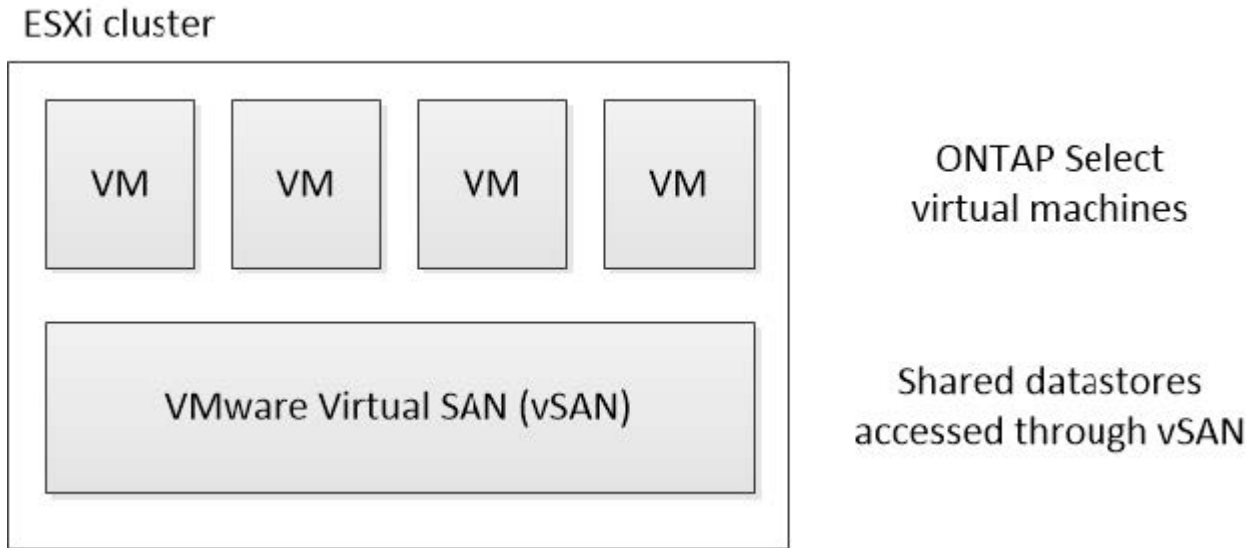 ESXi cluster
VM VM VM VM
ONTAP Select
virtual machines
VMware Virtual SAN (vSAN)
Shared datastores
accessed through vSAN